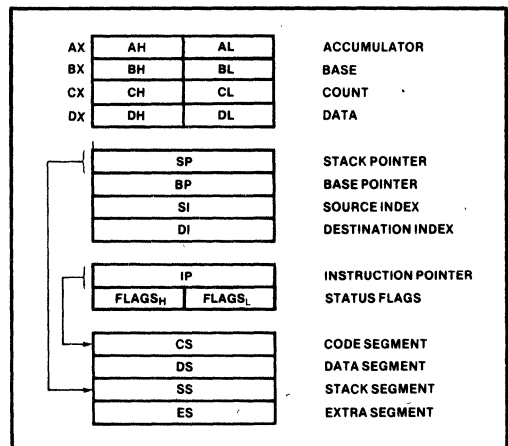 AX AH AL ACCUMULATOR
BX BH BL BASE
CX CH CL COUNT
DX DH DL DATA
SP STACK POINTER
BP BASE POINTER
SI SOURCE INDEX
DI DESTINATION INDEX
IP INSTRUCTION POINTER
FLAGSH FLAGSL STATUS FLAGS
CS CODE SEGMENT
DS DATA SEGMENT
SS STACK SEGMENT
ES EXTRA SEGMENT